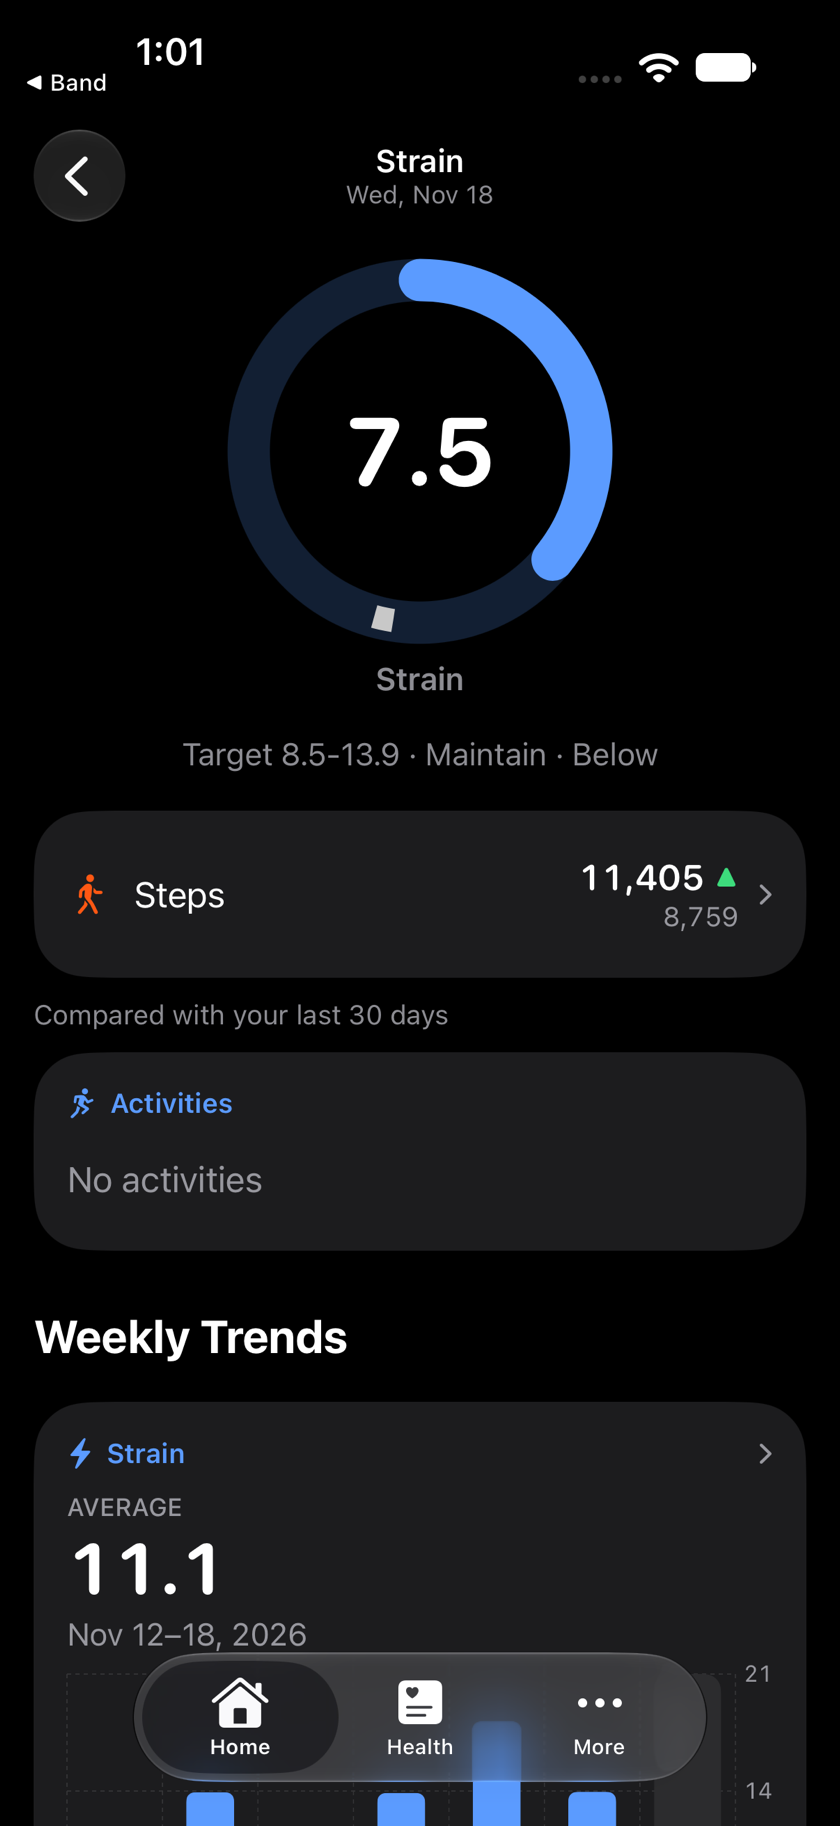 1:01
◀ Band
Strain
Wed, Nov 18
7.5
Strain
Target 8.5-13.9 · Maintain · Below
Steps
11,405
8,759
Compared with your last 30 days
Activities
No activities
Weekly Trends
Strain
AVERAGE
11.1
Nov 12–18, 2026
21
14
Home
Health
More